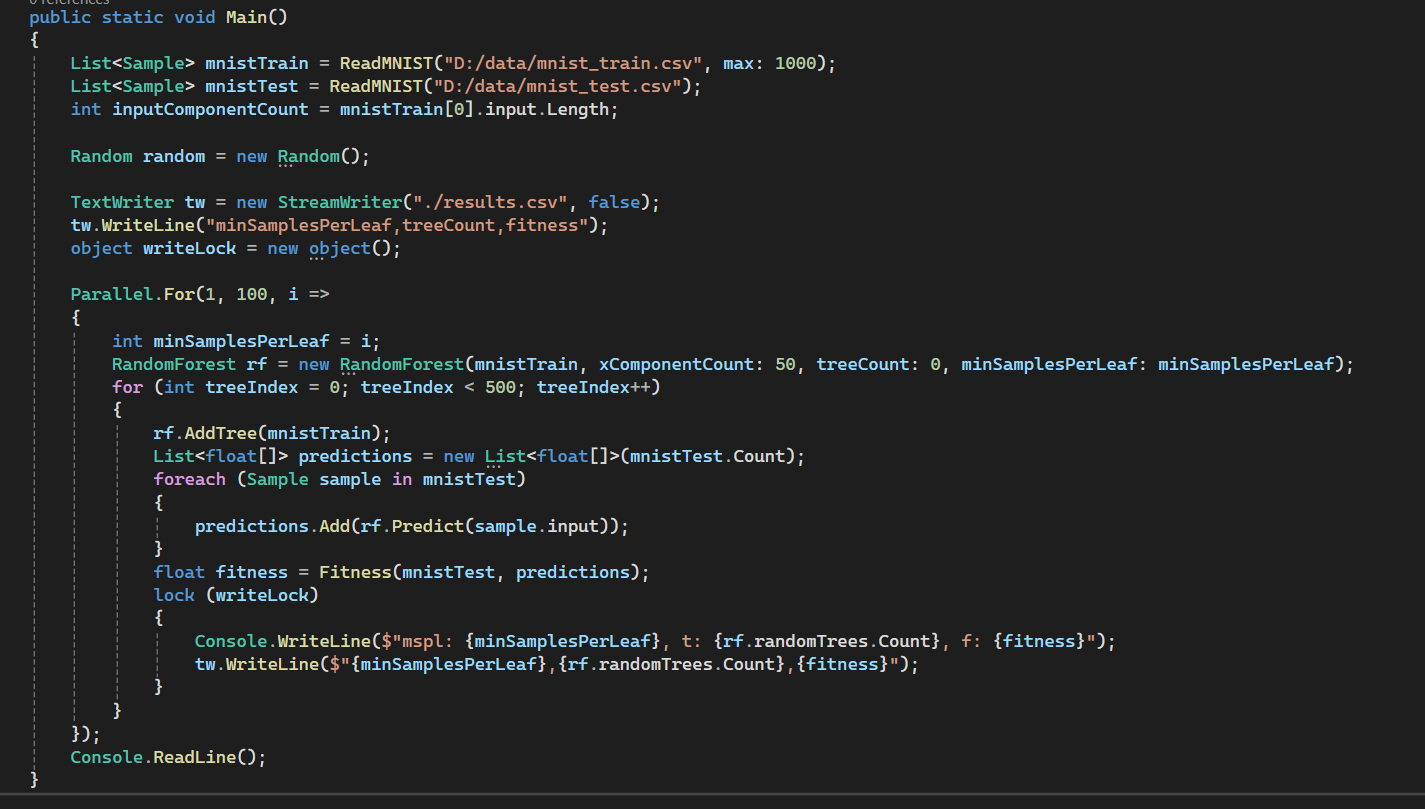 0 references
public static void Main()
{
List<Sample> mnistTrain = ReadMNIST("D:/data/mnist_train.csv", max: 1000);
List<Sample> mnistTest = ReadMNIST("D:/data/mnist_test.csv");
int inputComponentCount = mnistTrain[0].input.Length;
Random random = new Random();
TextWriter tw = new StreamWriter("./results.csv", false);
tw.WriteLine("minSamplesPerLeaf,treeCount,fitness");
object writeLock = new object();
Parallel.For(1, 100, i =>
{
int minSamplesPerLeaf = i;
RandomForest rf = new RandomForest(mnistTrain, xComponentCount: 50, treeCount: 0, minSamplesPerLeaf: minSamplesPerLeaf);
for (int treeIndex = 0; treeIndex < 500; treeIndex++)
{
rf.AddTree(mnistTrain);
List<float[]> predictions = new List<float[]>(mnistTest.Count);
foreach (Sample sample in mnistTest)
{
predictions.Add(rf.Predict(sample.input));
}
float fitness = Fitness(mnistTest, predictions);
lock (writeLock)
{
Console.WriteLine($"mspl: {minSamplesPerLeaf}, t: {rf.randomTrees.Count}, f: {fitness}");
tw.WriteLine($"{minSamplesPerLeaf},{rf.randomTrees.Count},{fitness}");
}
}
});
Console.ReadLine();
}